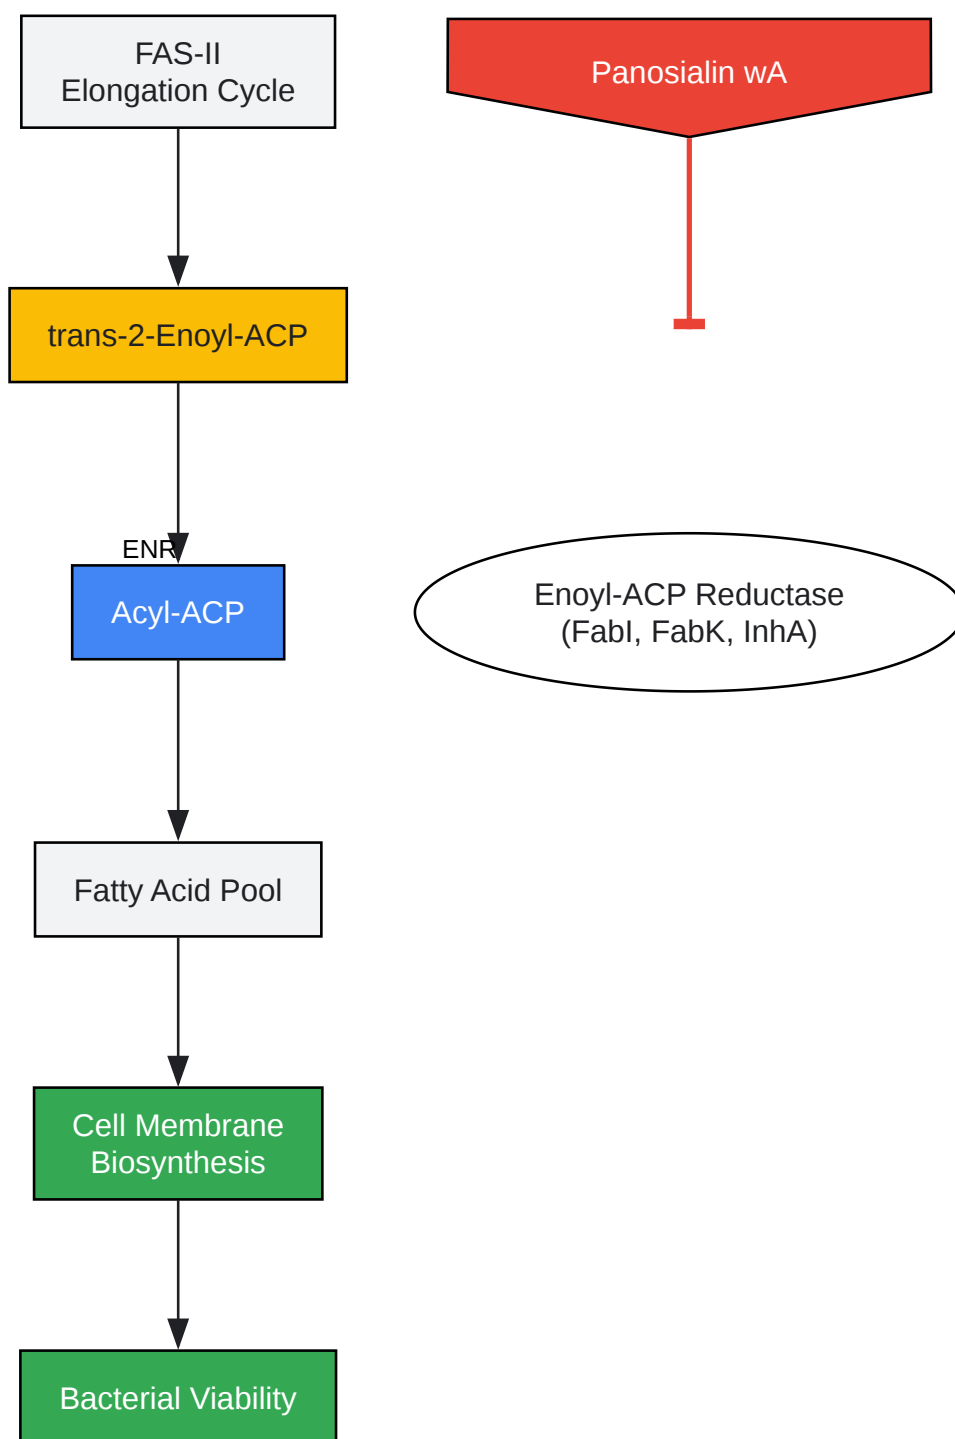 FAS-II
Elongation Cycle
Panosialin wA
trans-2-Enoyl-ACP
ENR
Acyl-ACP
Enoyl-ACP Reductase
(FabI, FabK, InhA)
Fatty Acid Pool
Cell Membrane
Biosynthesis
Bacterial Viability